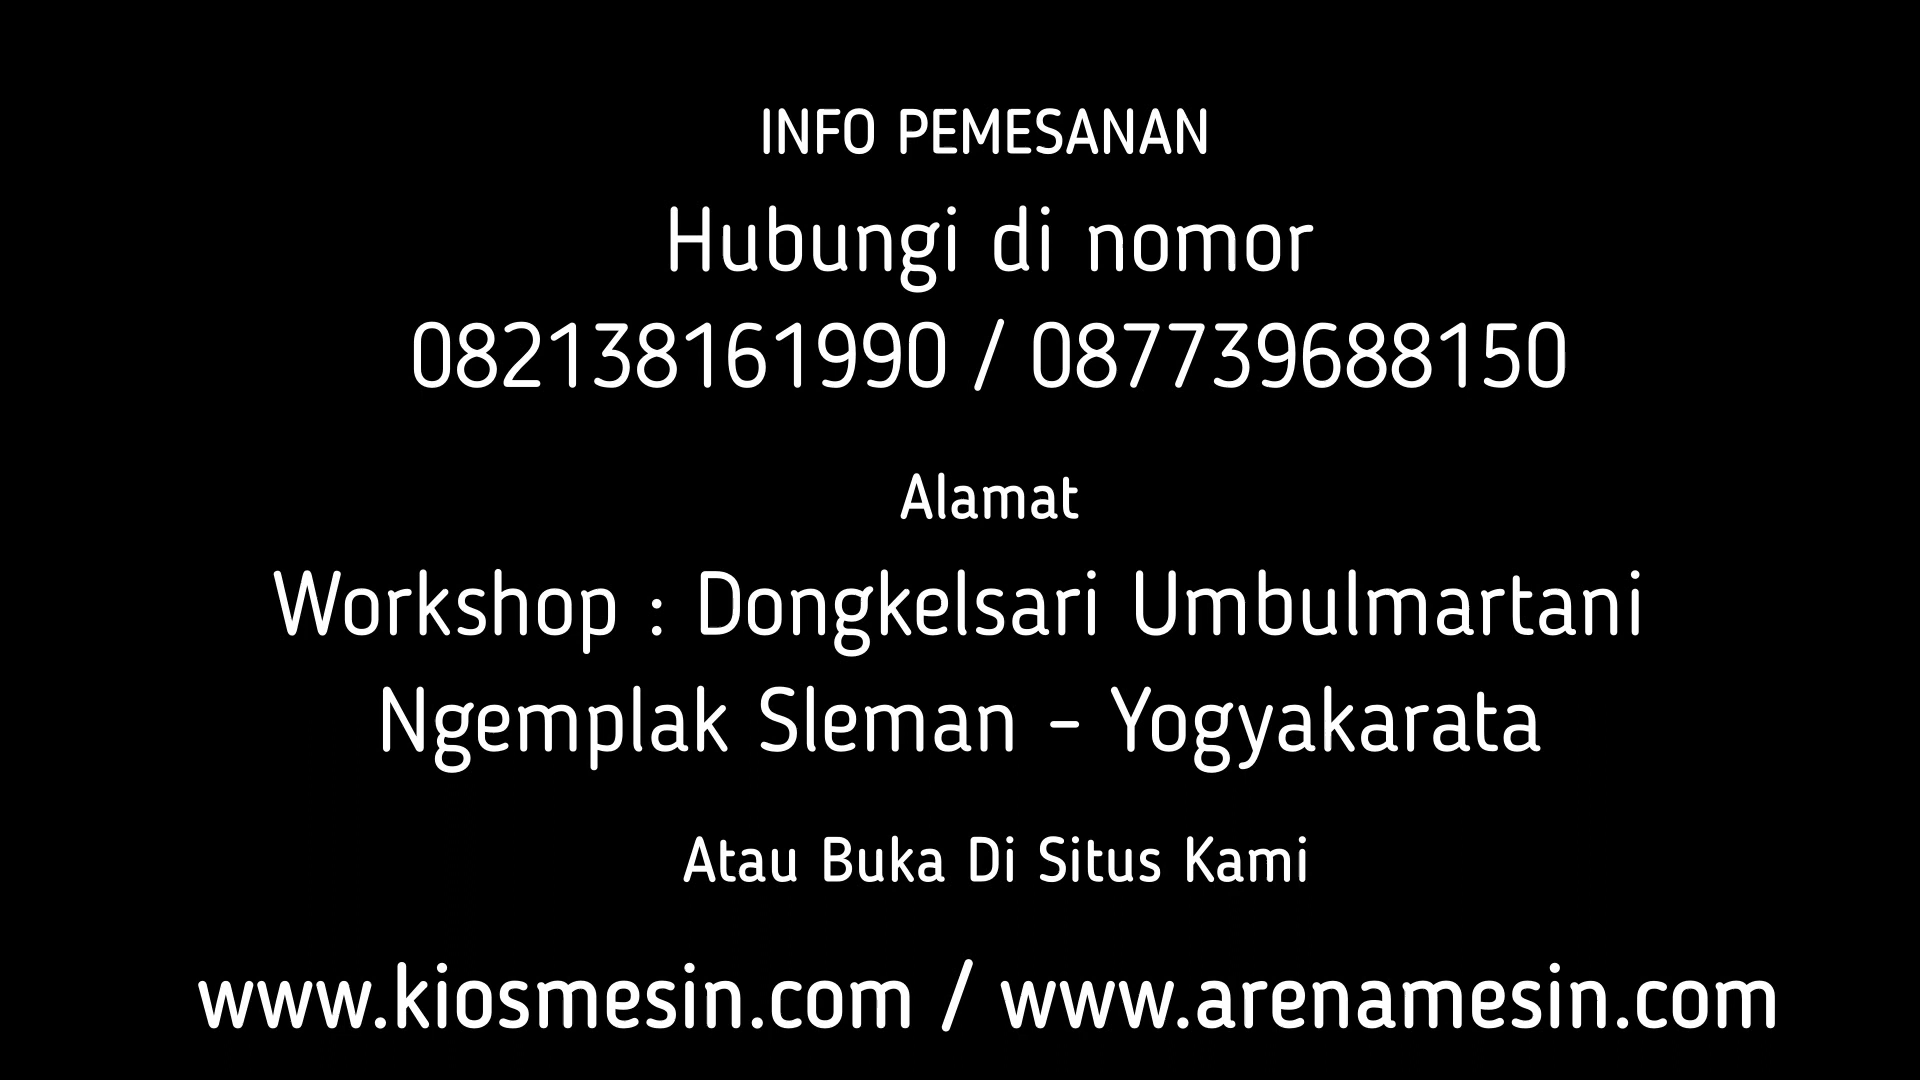 INFO PEMESANAN
Hubungi di nomor
082138161990 / 087739688150
Alamat
Workshop : Dongkelsari Umbulmartani
Ngemplak Sleman - Yogyakarata
Atau Buka Di Situs Kami
www.kiosmesin.com / www.arenamesin.com